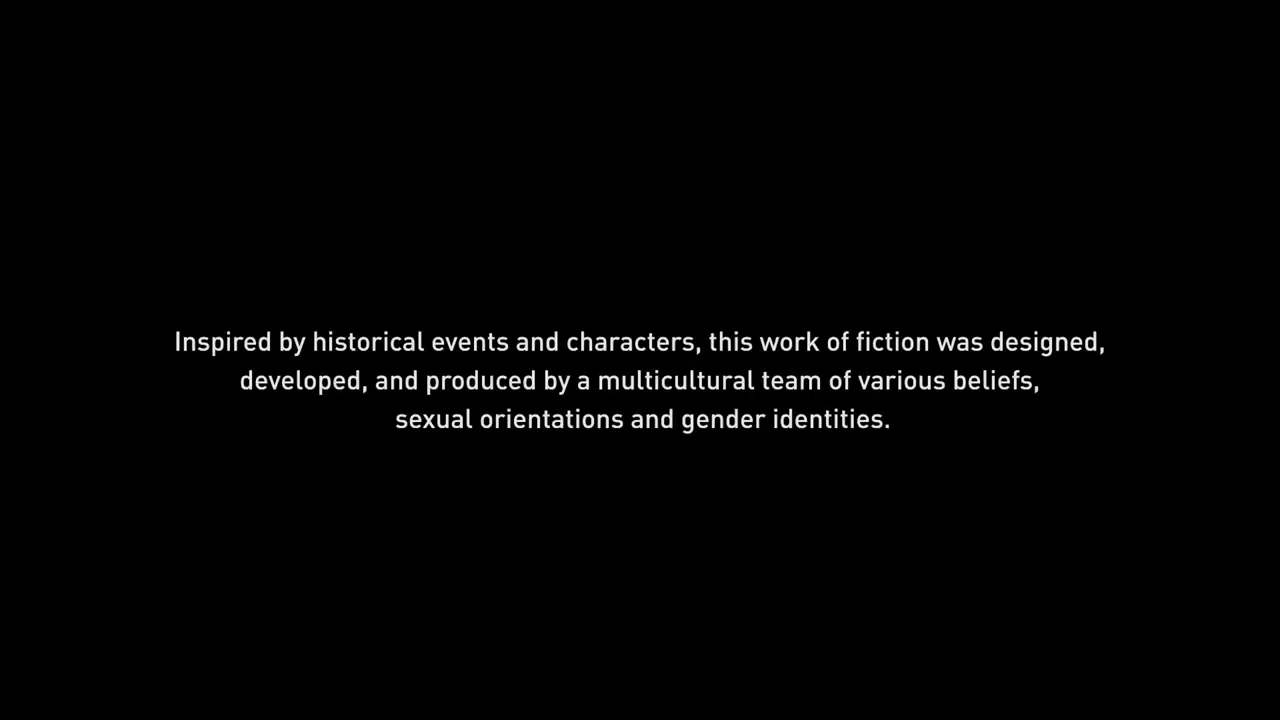 Inspired by historical events and characters, this work of fiction was designed,
developed, and produced by a multicultural team of various beliefs,
sexual orientations and gender identities.